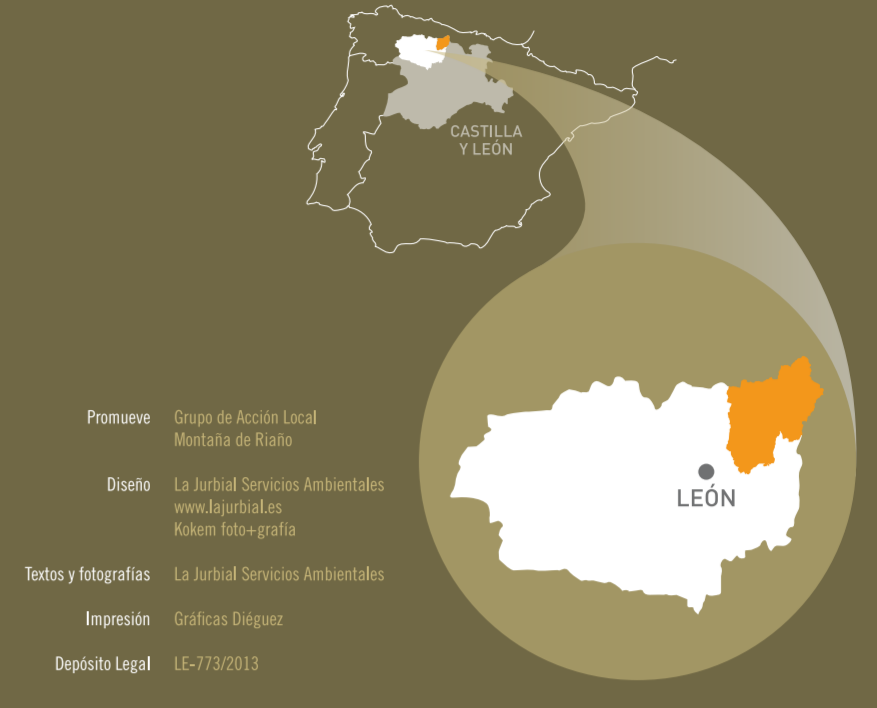 CASTILLA
Y LEÓN
LEÓN
Promueve Grupo de Acción Local
Montaña de Riaño
Diseño La Jurbial Servicios Ambientales
www.lajurbial.es
Kokem foto+grafía
Textos y fotografías La Jurbial Servicios Ambientales
Impresión Gráficas Diéguez
Depósito Legal LE-773/2013